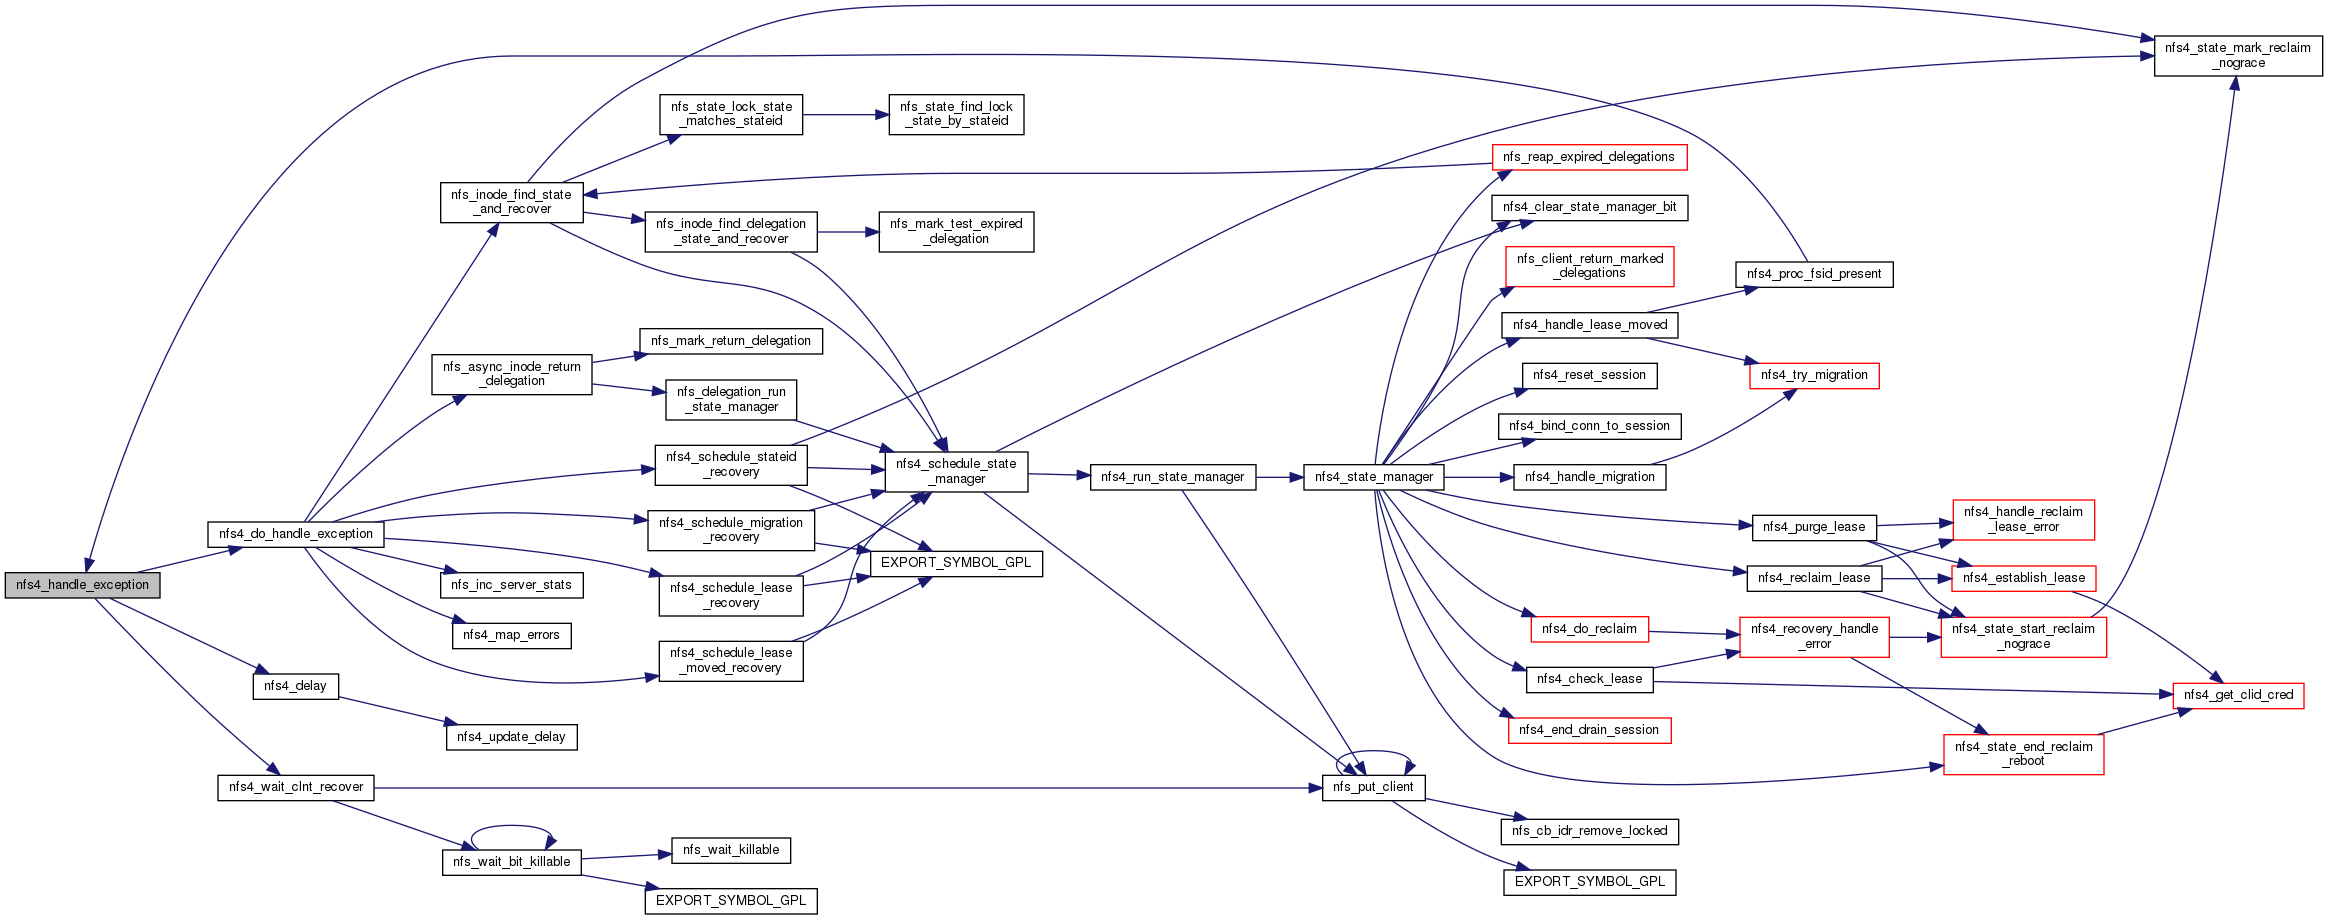 nfs4_handle_exception
nfs4_do_handle_exception
nfs4_delay
nfs4_wait_clnt_recover
nfs_inode_find_state
_and_recover
nfs_async_inode_return
_delegation
nfs_inc_server_stats
nfs4_map_errors
nfs4_update_delay
nfs_wait_bit_killable
nfs_state_lock_state
_matches_stateid
nfs_inode_find_delegation
_state_and_recover
nfs_mark_return_delegation
nfs_delegation_run
_state_manager
nfs4_schedule_stateid
_recovery
nfs4_schedule_migration
_recovery
nfs4_schedule_lease
_recovery
nfs4_schedule_lease
_moved_recovery
nfs_wait_killable
EXPORT_SYMBOL_GPL
nfs_state_find_lock
_state_by_stateid
nfs_mark_test_expired
_delegation
nfs4_schedule_state
_manager
EXPORT_SYMBOL_GPL
nfs4_run_state_manager
nfs4_state_manager
nfs_put_client
nfs_reap_expired_delegations
nfs4_clear_state_manager_bit
nfs_client_return_marked
_delegations
nfs4_handle_lease_moved
nfs4_reset_session
nfs4_bind_conn_to_session
nfs4_handle_migration
nfs4_do_reclaim
nfs4_check_lease
nfs4_end_drain_session
nfs_cb_idr_remove_locked
EXPORT_SYMBOL_GPL
nfs4_proc_fsid_present
nfs4_try_migration
nfs4_purge_lease
nfs4_reclaim_lease
nfs4_recovery_handle
_error
nfs4_handle_reclaim
_lease_error
nfs4_establish_lease
nfs4_state_start_reclaim
_nograce
nfs4_state_end_reclaim
_reboot
nfs4_state_mark_reclaim
_nograce
nfs4_get_clid_cred